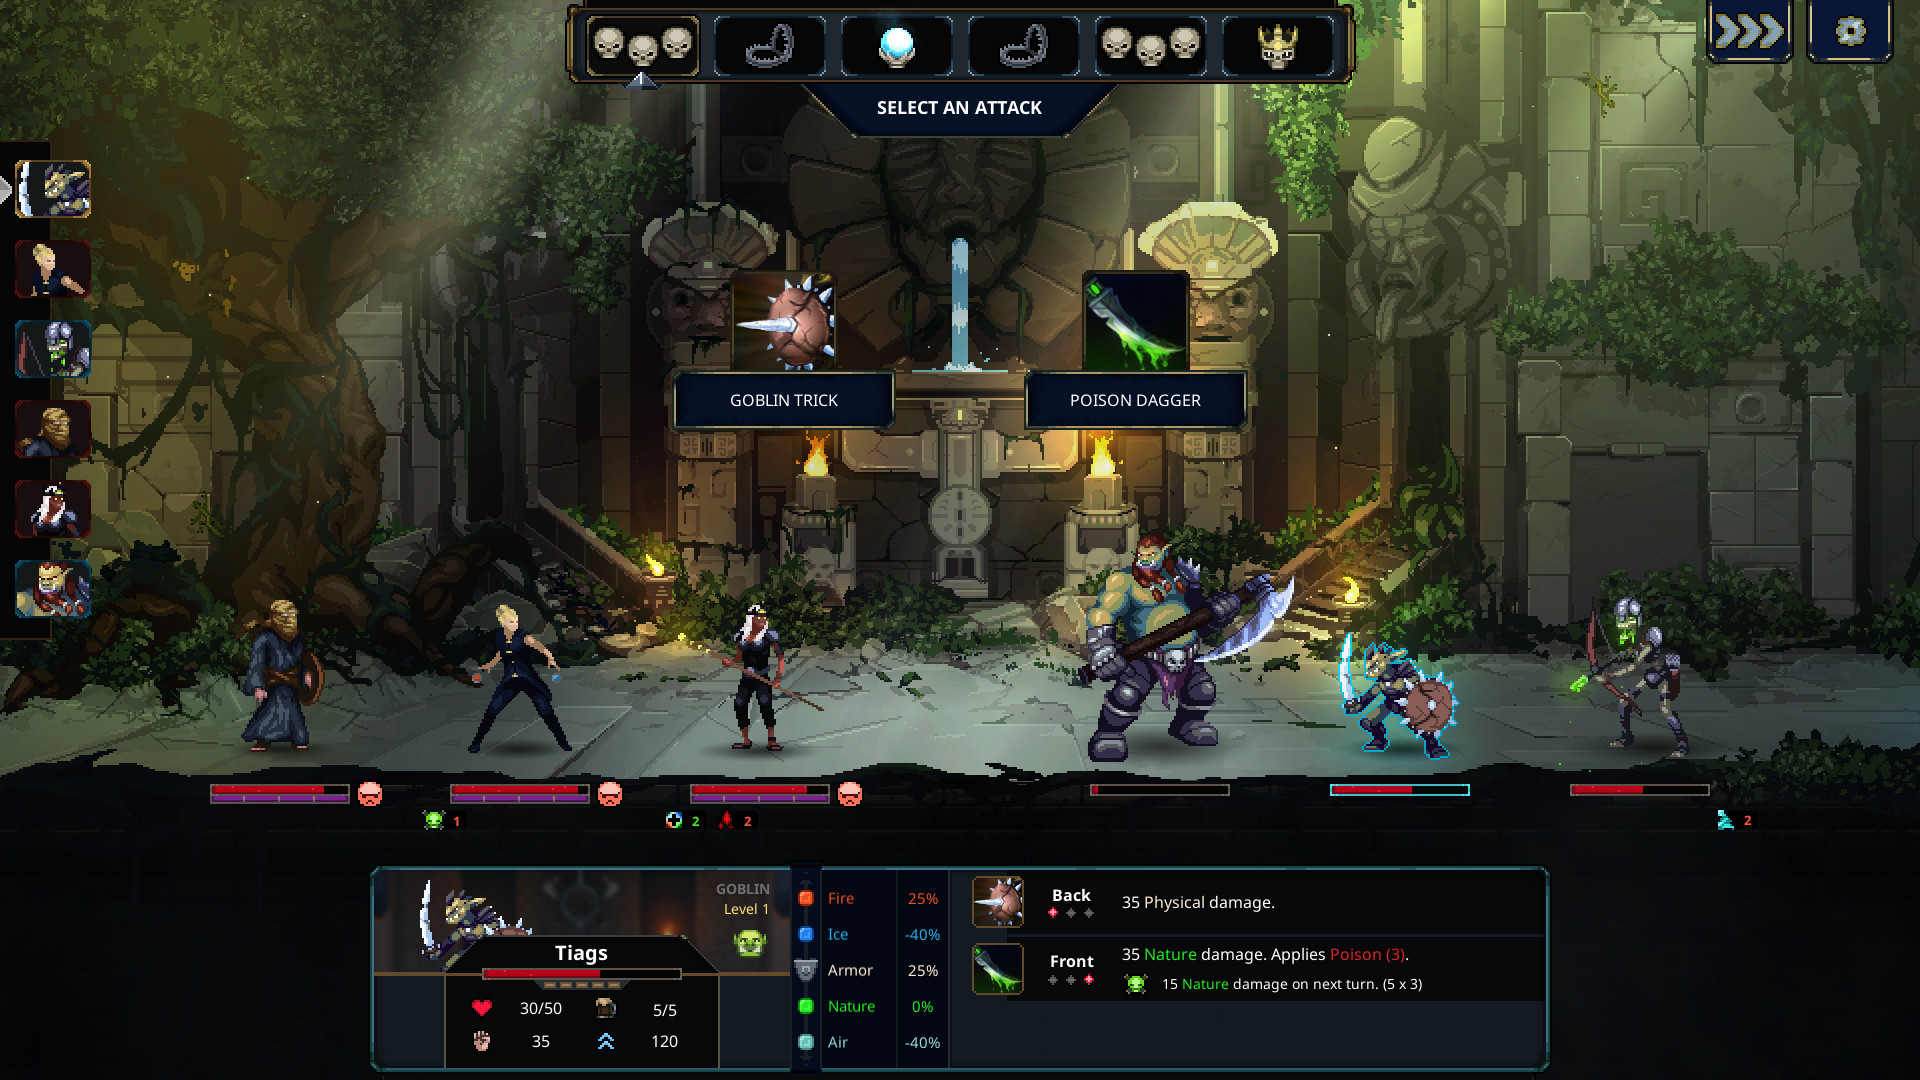 SELECT AN ATTACK
GOBLIN TRICK
POISON DAGGER
1
2
2
2
GOBLIN
Level 1
Tiags
30/50
5/5
35
120
Fire 25%
Ice -40%
Armor 25%
Nature 0%
Air -40%
Back
35 Physical damage.
Front
35 Nature damage. Applies Poison (3).
15 Nature damage on next turn. (5 x 3)